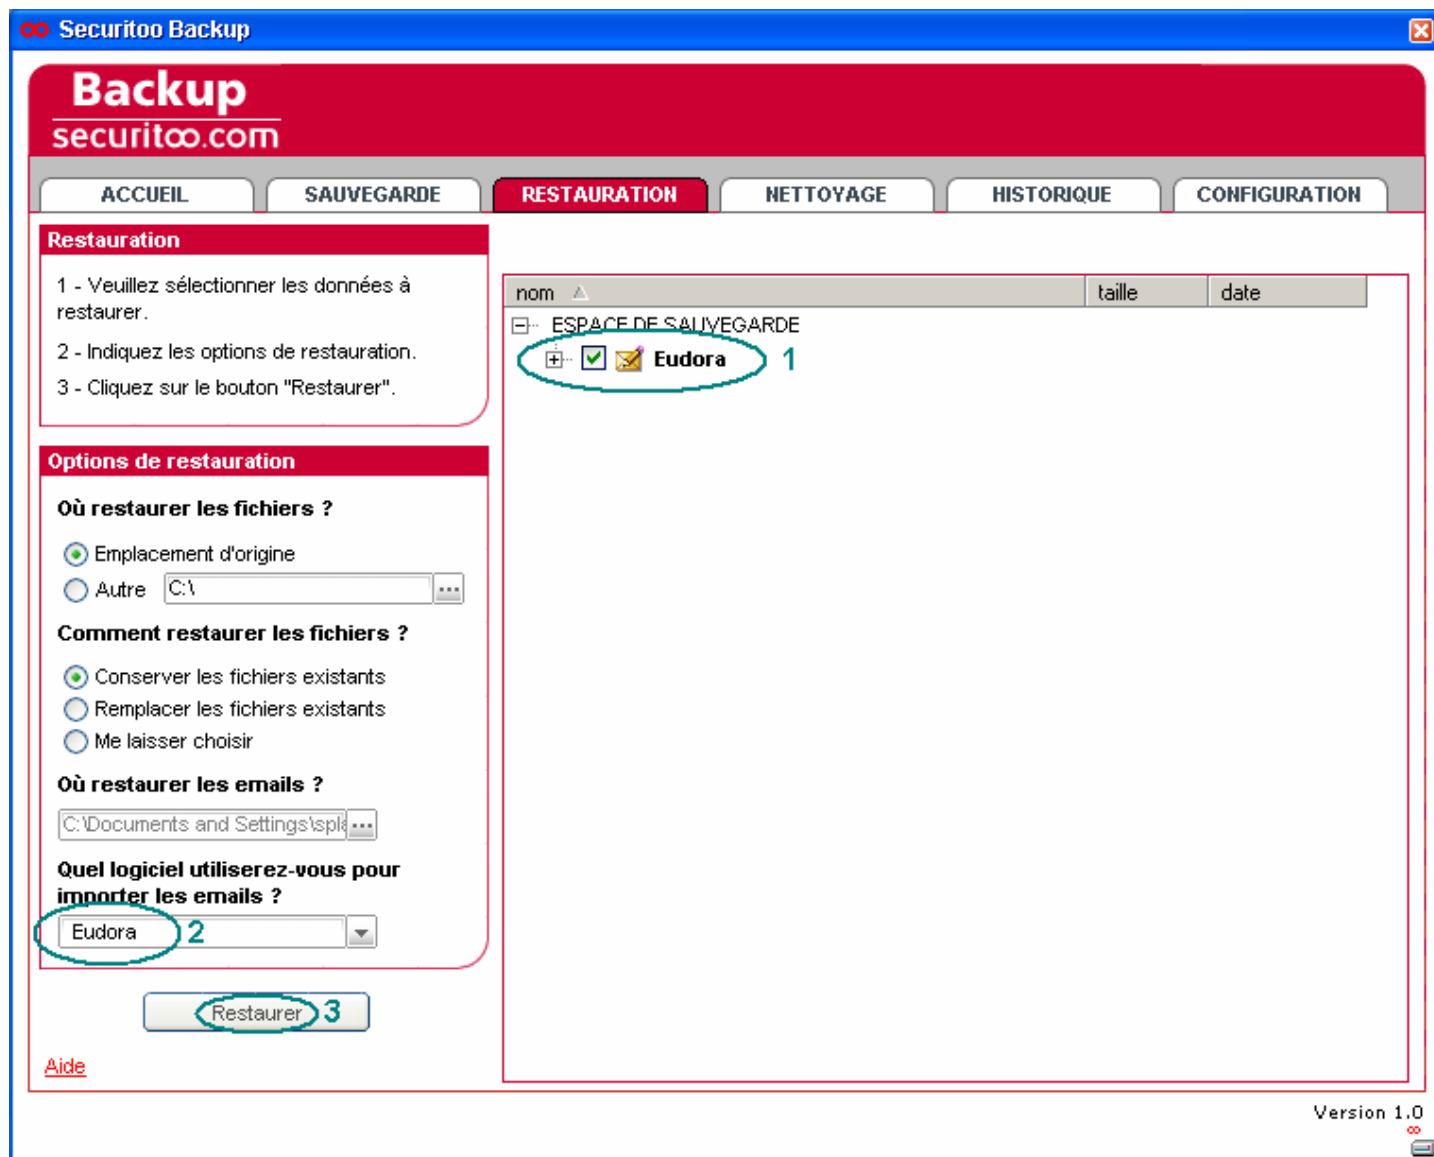 Securitoo Backup
Backup
securitoo.com
ACCUEIL SAUVEGARDE RESTAURATION NETTOYAGE HISTORIQUE CONFIGURATION
Restauration
1 - Veuillez sélectionner les données à
restaurer.
2 - Indiquez les options de restauration.
3 - Cliquez sur le bouton "Restaurer".
Options de restauration
Où restaurer les fichiers ?
Emplacement d'origine
Autre C:\
Comment restaurer les fichiers ?
Conserver les fichiers existants
Remplacer les fichiers existants
Me laisser choisir
Où restaurer les emails ?
C:\Documents and Settings\spla
Quel logiciel utiliserez-vous pour
importer les emails ?
Eudora 2
Restaurer 3
Aide
nom taille date
ESPACE DE SAUVEGARDE
Eudora 1
Version 1.0